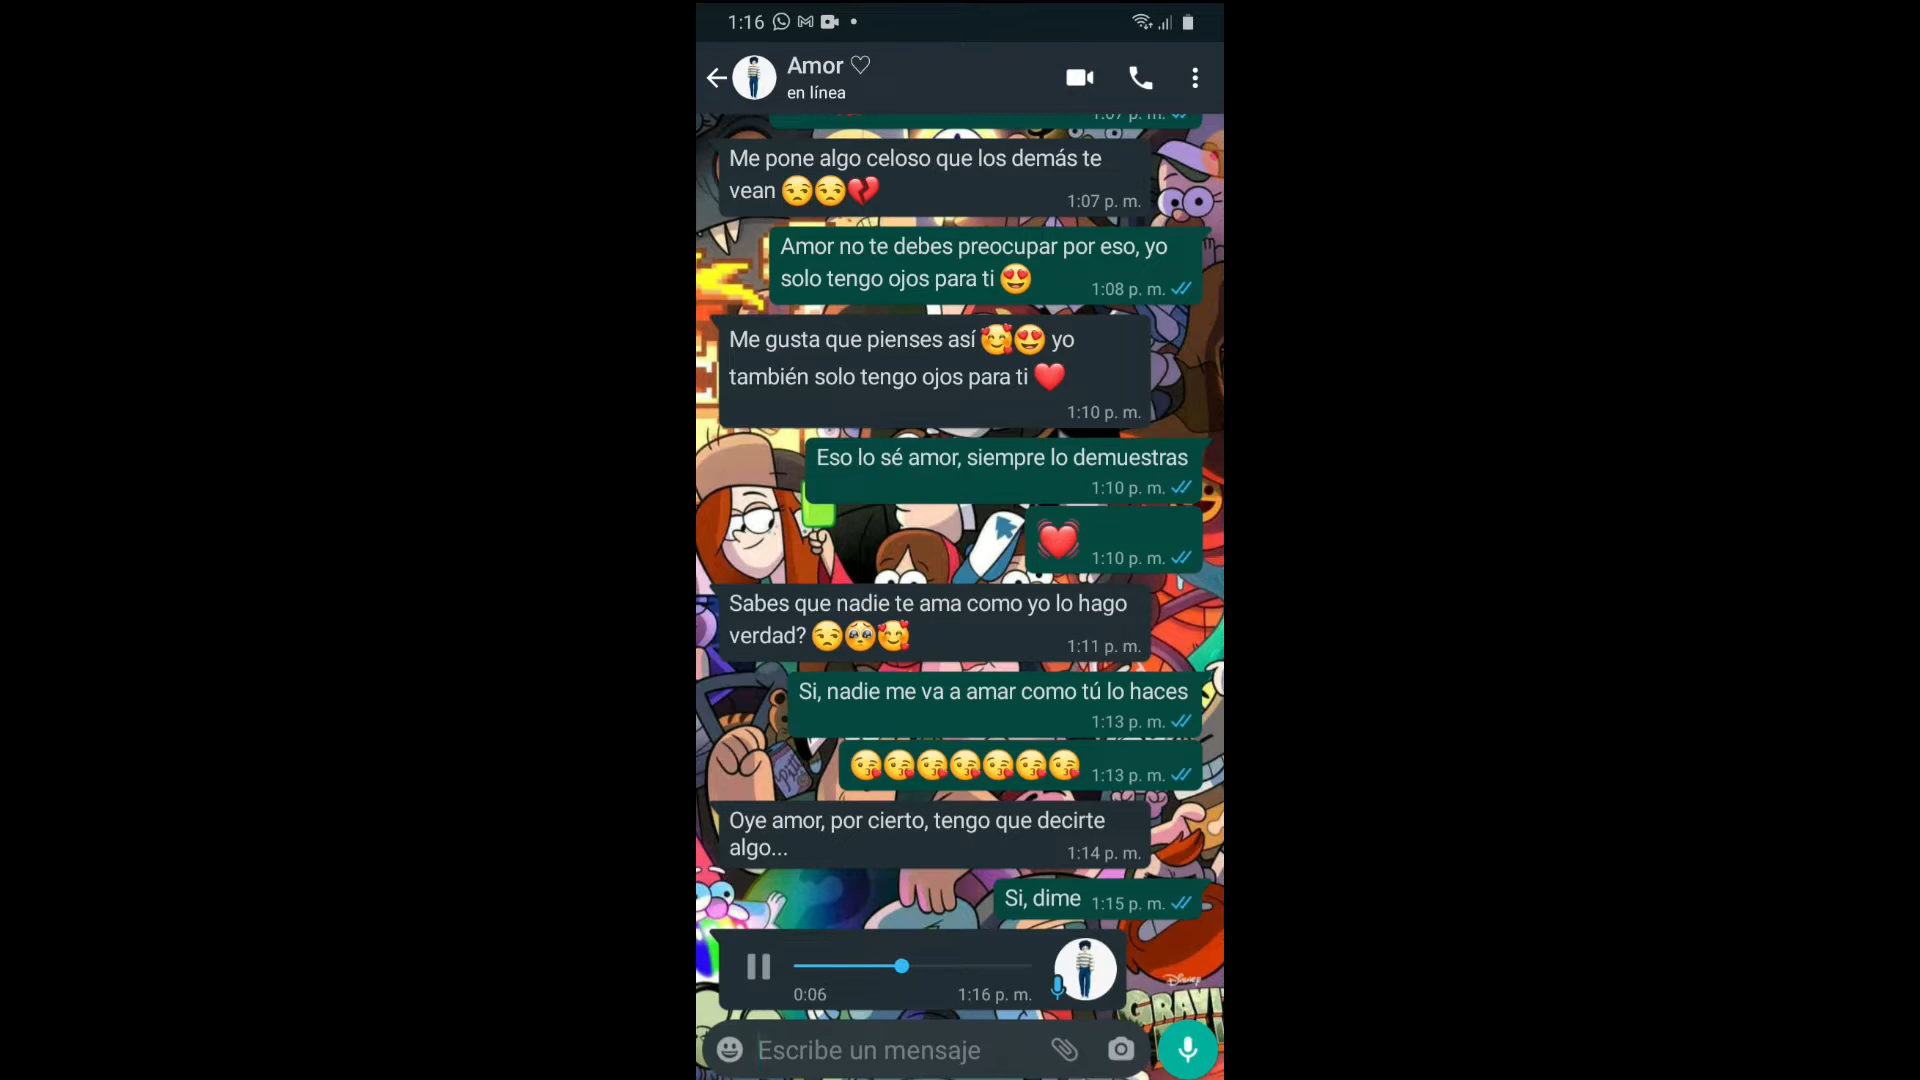 1:16
Amor ♡
en línea
1:07 p. m.
Me pone algo celoso que los demás te
vean 😒😒💔
1:07 p. m.
Amor no te debes preocupar por eso, yo
solo tengo ojos para ti 😍
1:08 p. m.
Me gusta que pienses así 🥰😍 yo
también solo tengo ojos para ti ❤️
1:10 p. m.
Eso lo sé amor, siempre lo demuestras
1:10 p. m.
💓
1:10 p. m.
Sabes que nadie te ama como yo lo hago
verdad? 😒🥺🥰
1:11 p. m.
Si, nadie me va a amar como tú lo haces
1:13 p. m.
😘😘😘😘😘😘😘
1:13 p. m.
Oye amor, por cierto, tengo que decirte
algo...
1:14 p. m.
Si, dime
1:15 p. m.
0:06
1:16 p. m.
Disney
Escribe un mensaje